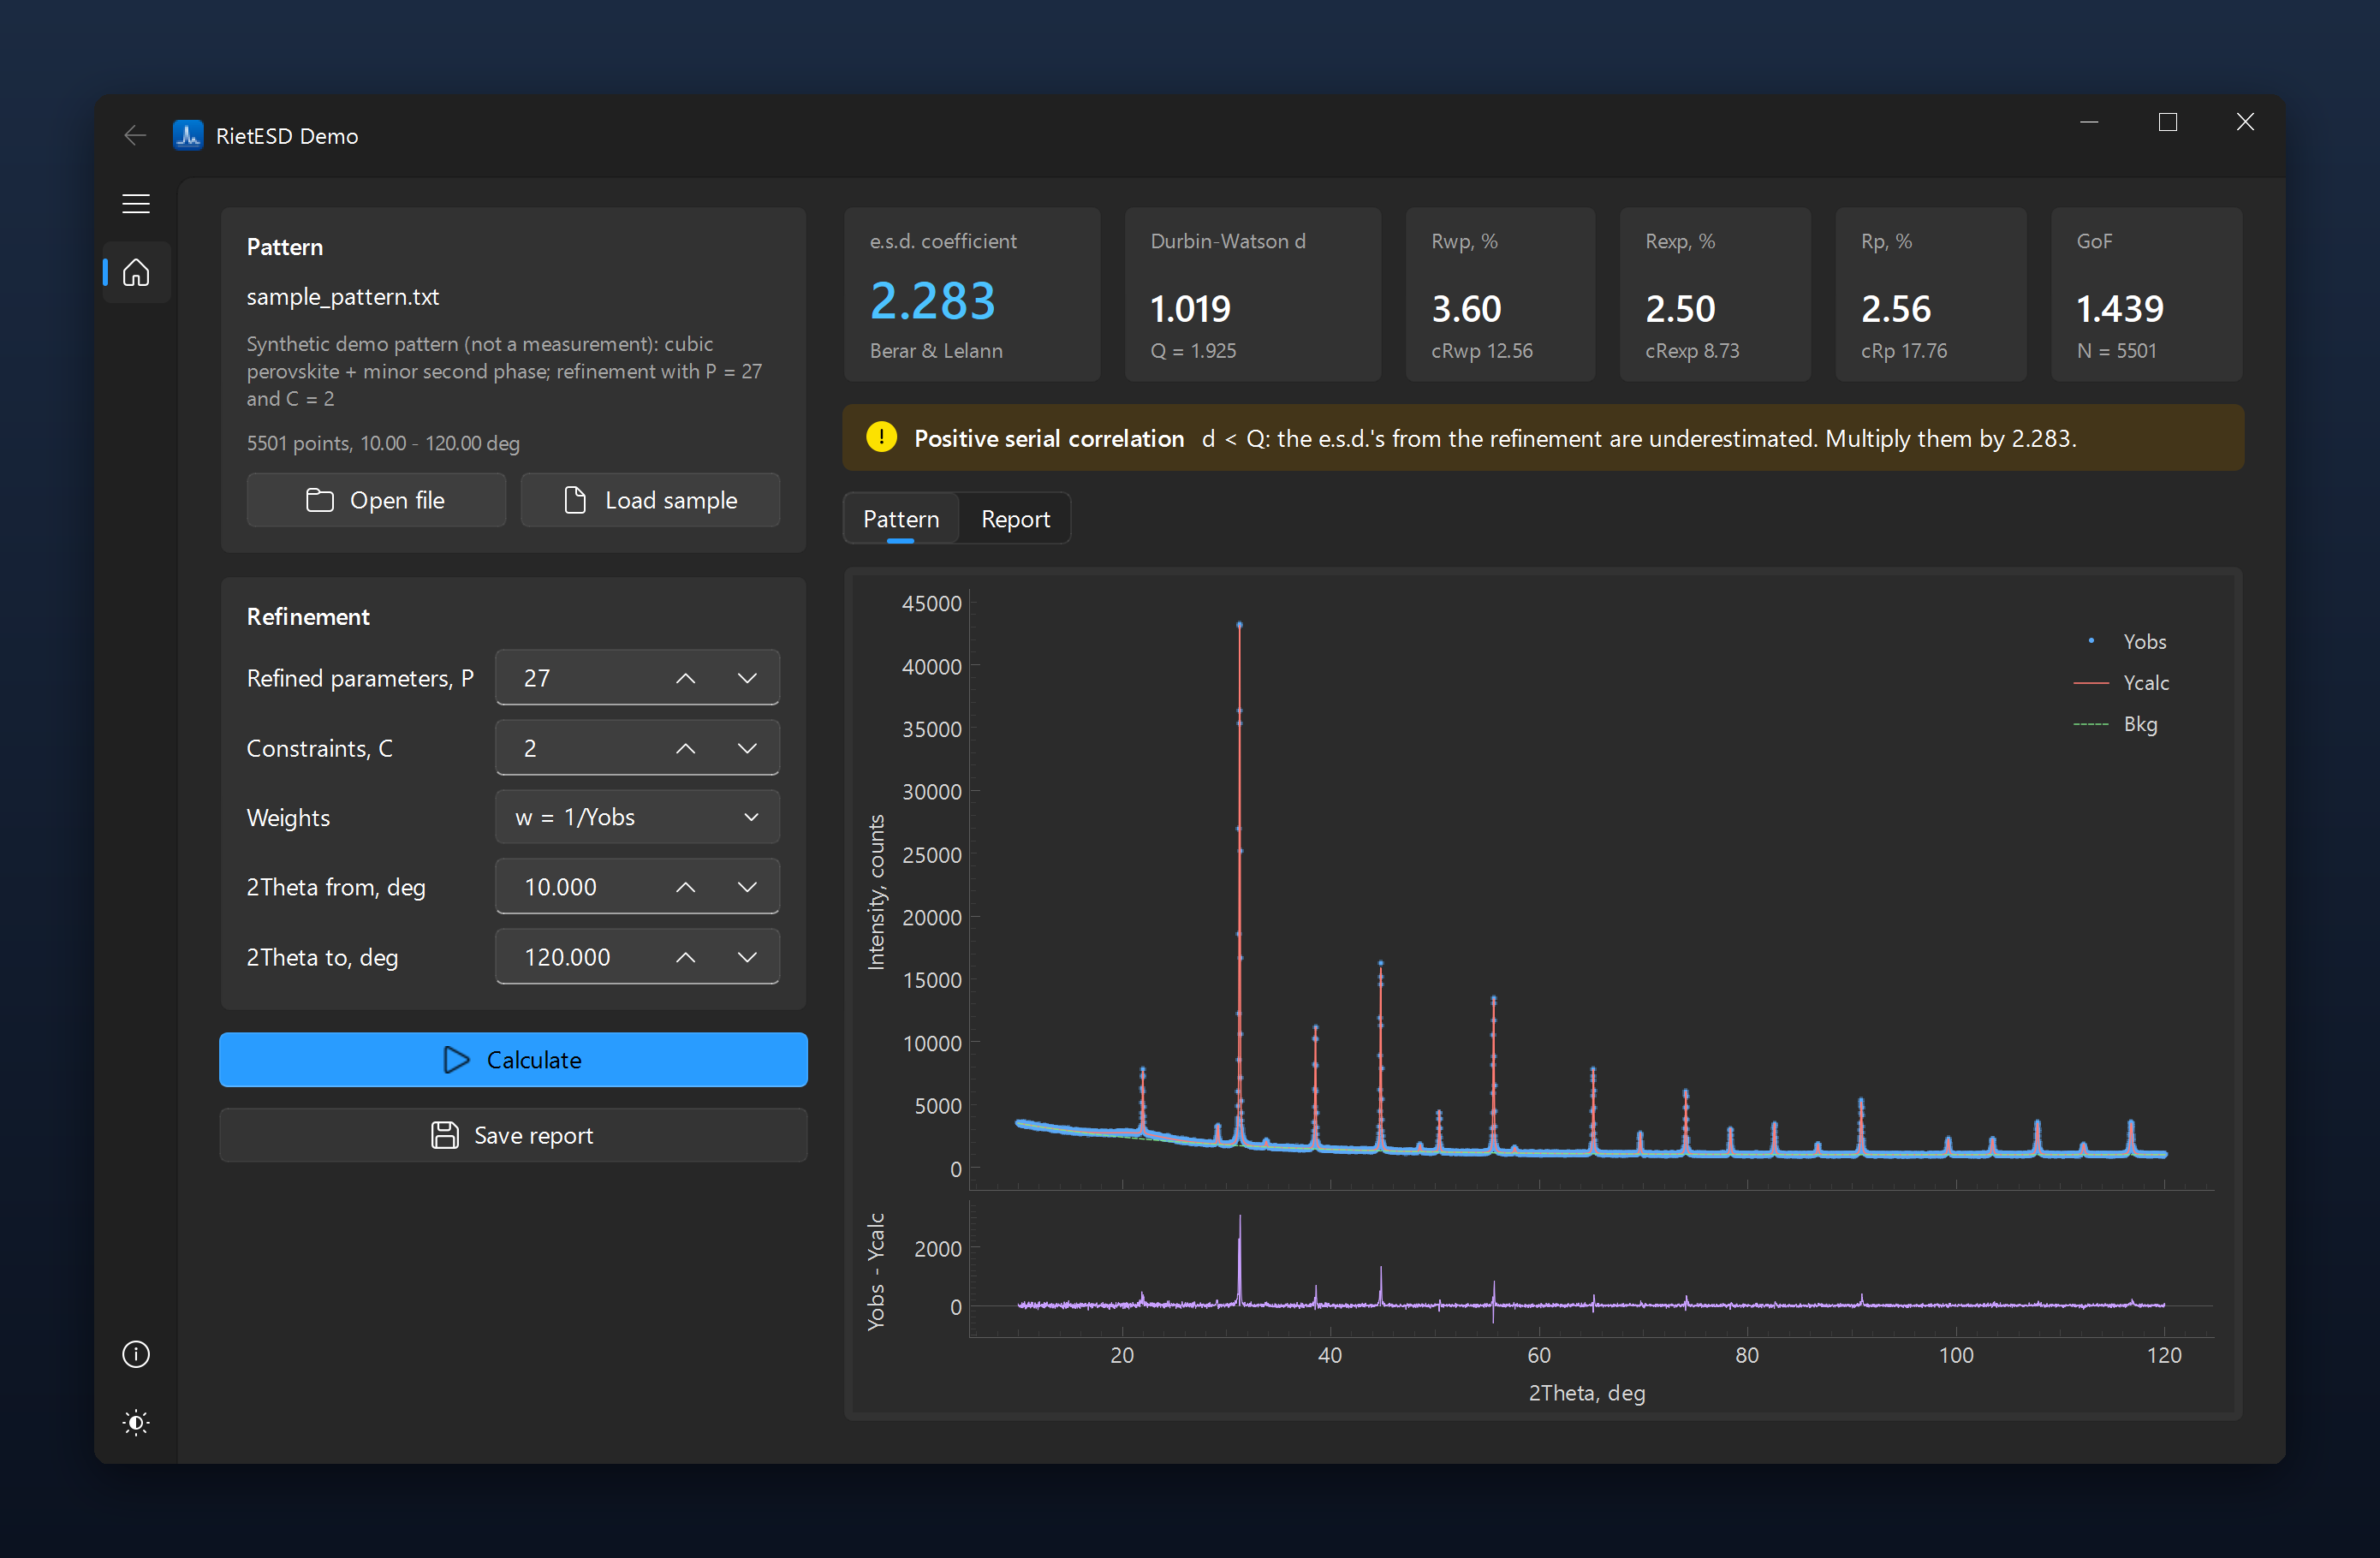 RietESD Demo
Pattern
sample_pattern.txt
Synthetic demo pattern (not a measurement): cubic
perovskite + minor second phase; refinement with P = 27
and C = 2
5501 points, 10.00 - 120.00 deg
Open file
Load sample
Refinement
Refined parameters, P
27
Constraints, C
2
Weights
w = 1/Yobs
2Theta from, deg
10.000
2Theta to, deg
120.000
Calculate
Save report
e.s.d. coefficient
2.283
Berar & Lelann
Durbin-Watson d
1.019
Q = 1.925
Rwp, %
3.60
cRwp 12.56
Rexp, %
2.50
cRexp 8.73
Rp, %
2.56
cRp 17.76
GoF
1.439
N = 5501
Positive serial correlation d < Q: the e.s.d.'s from the refinement are underestimated. Multiply them by 2.283.
Pattern
Report
45000
40000
35000
30000
25000
20000
15000
10000
5000
0
Intensity, counts
Yobs
Ycalc
Bkg
2000
0
Yobs - Ycalc
20
40
60
80
100
120
2Theta, deg